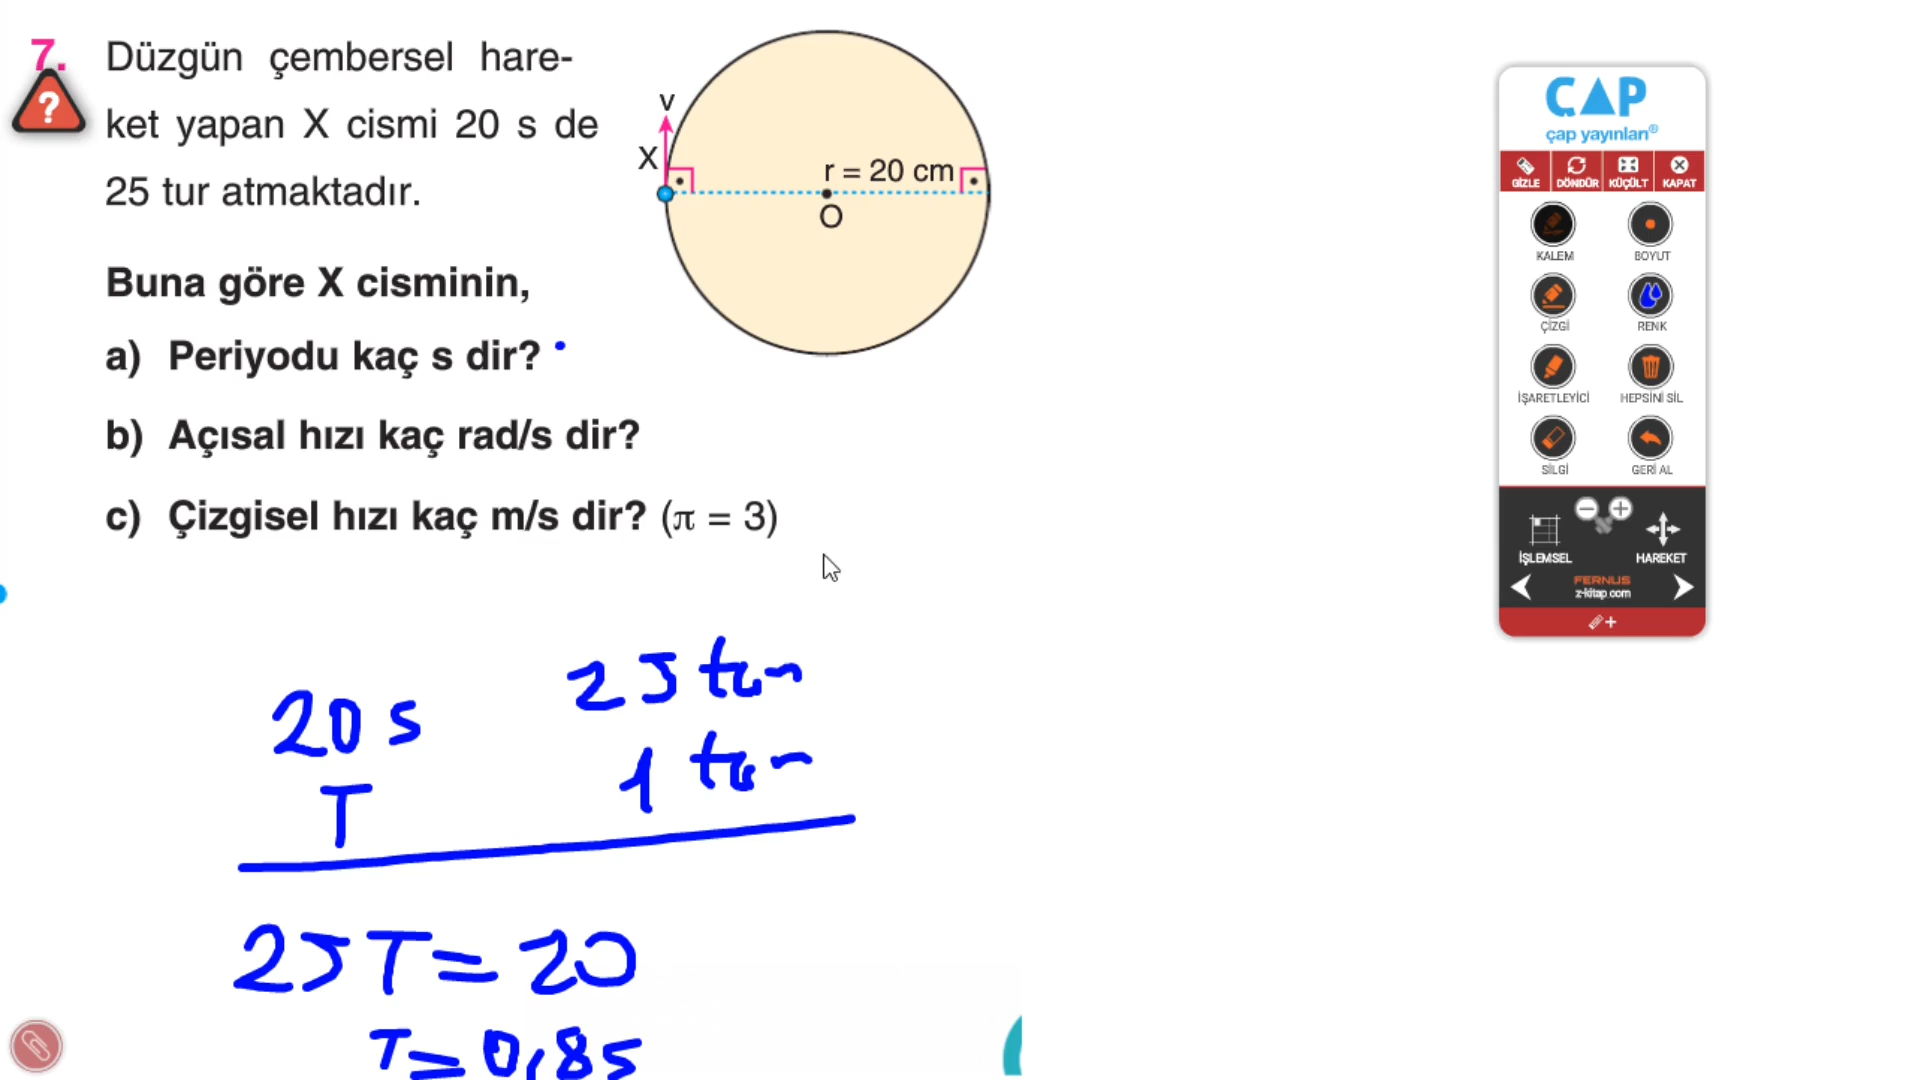 7. Düzgün çembersel hare-
ket yapan X cismi 20 s de
25 tur atmaktadır.
Buna göre X cisminin,
a) Periyodu kaç s dir?
b) Açısal hızı kaç rad/s dir?
c) Çizgisel hızı kaç m/s dir? (π = 3)
?
v
X
r = 20 cm
O
20 s 25 tur
T 1 tur
25T = 20
T = 0,8s
ÇAP
çap yayınları®
GİZLE DÖNDÜR KÜÇÜLT KAPAT
KALEM BOYUT
ÇİZGİ RENK
İŞARETLEYİCİ HEPSİNİ SİL
SİLGİ GERİ AL
İŞLEMSEL HAREKET
FERNUS
z-kitap.com